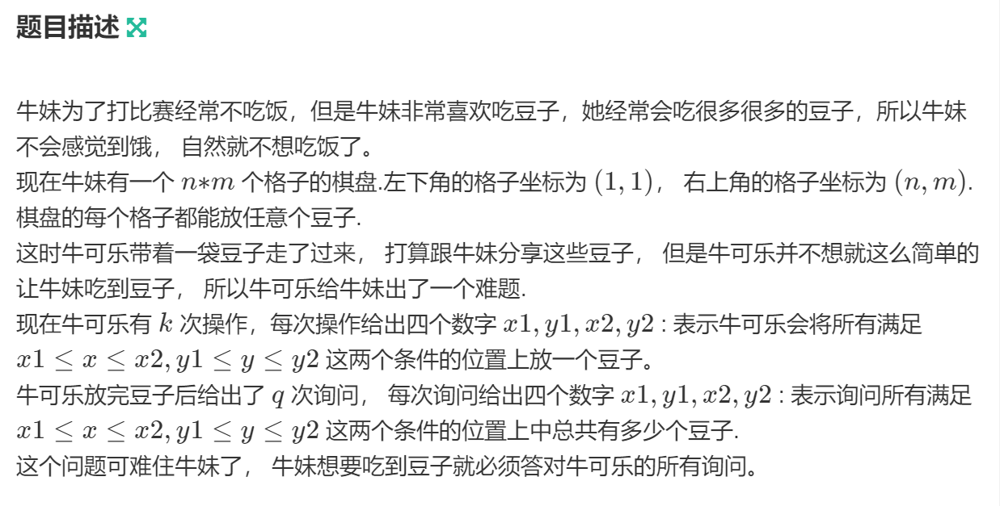 题目描述
牛妹为了打比赛经常不吃饭，但是牛妹非常喜欢吃豆子，她经常会吃很多很多的豆子，所以牛妹
不会感觉到饿， 自然就不想吃饭了。
现在牛妹有一个 n*m 个格子的棋盘.左下角的格子坐标为 (1,1)， 右上角的格子坐标为 (n,m).
棋盘的每个格子都能放任意个豆子.
这时牛可乐带着一袋豆子走了过来， 打算跟牛妹分享这些豆子， 但是牛可乐并不想就这么简单的
让牛妹吃到豆子， 所以牛可乐给牛妹出了一个难题.
现在牛可乐有 k 次操作，每次操作给出四个数字 x1,y1,x2,y2 : 表示牛可乐会将所有满足
x1 ≤ x ≤ x2,y1 ≤ y ≤ y2 这两个条件的位置上放一个豆子。
牛可乐放完豆子后给出了 q 次询问， 每次询问给出四个数字 x1,y1,x2,y2 : 表示询问所有满足
x1 ≤ x ≤ x2,y1 ≤ y ≤ y2 这两个条件的位置上中总共有多少个豆子.
这个问题可难住牛妹了， 牛妹想要吃到豆子就必须答对牛可乐的所有询问。